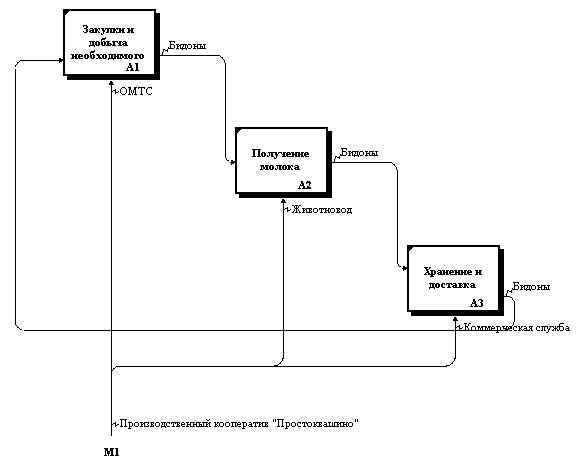 Закупки и
добыча
необходимого
A1
Бидоны
ОМТС
Получение
молока
A2
Бидоны
Животновод
Хранение и
доставка
A3
Бидоны
Коммерческая служба
Производственный кооператив "Простоквашино"
M1